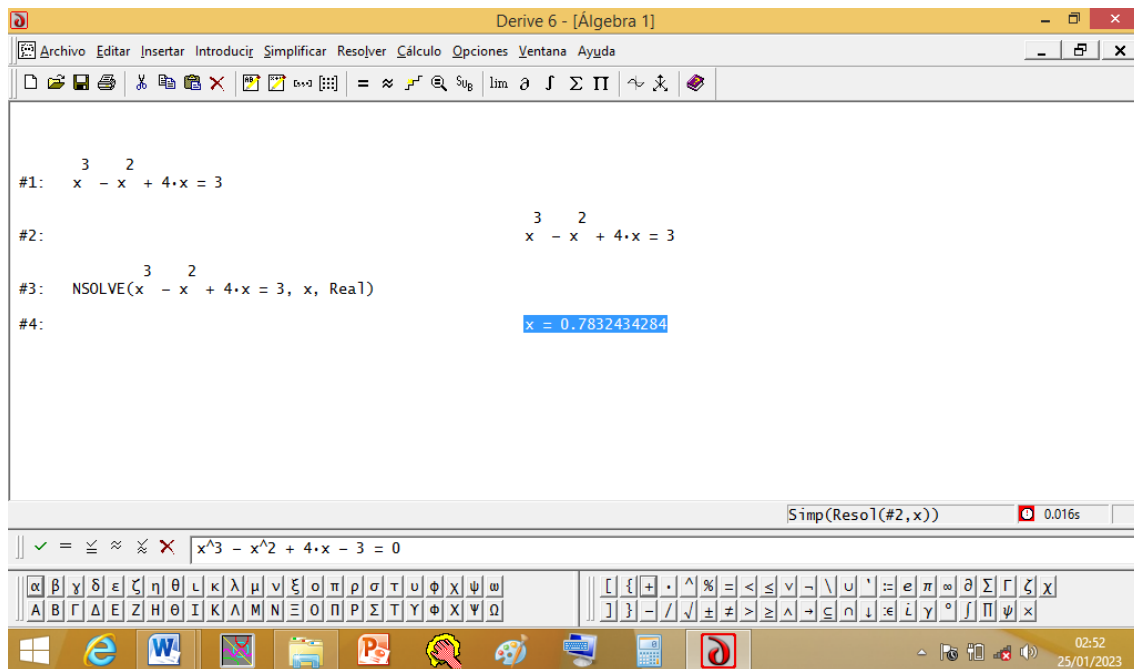 Derive 6 - [Álgebra 1]
Archivo Editar Insertar Introducir Simplificar Resolver Cálculo Opciones Ventana Ayuda
= ≈ SUB lim ∂ ∫ Σ Π
#1: x^3 - x^2 + 4·x = 3
#2: x^3 - x^2 + 4·x = 3
#3: NSOLVE(x^3 - x^2 + 4·x = 3, x, Real)
#4: x = 0.7832434284
Simp(Resol(#2,x)) 0.016s
x^3 - x^2 + 4·x - 3 = 0
α β γ δ ε ζ η θ ι κ λ μ ν ξ ο π ρ σ τ υ φ χ ψ ω
Α Β Γ Δ Ε Ζ Η Θ Ι Κ Λ Μ Ν Ξ Ο Π Ρ Σ Τ Υ Φ Χ Ψ Ω
[ { + · ^ % = < ≤ ∨ ¬ \ ∪ ' := e π ∞ ∂ Σ Γ ζ χ
] } - / √ ± ≠ > ≥ ∧ → ⊆ ∩ ↓ :∈ i γ ° ∫ Π ψ ×
02:52
25/01/2023